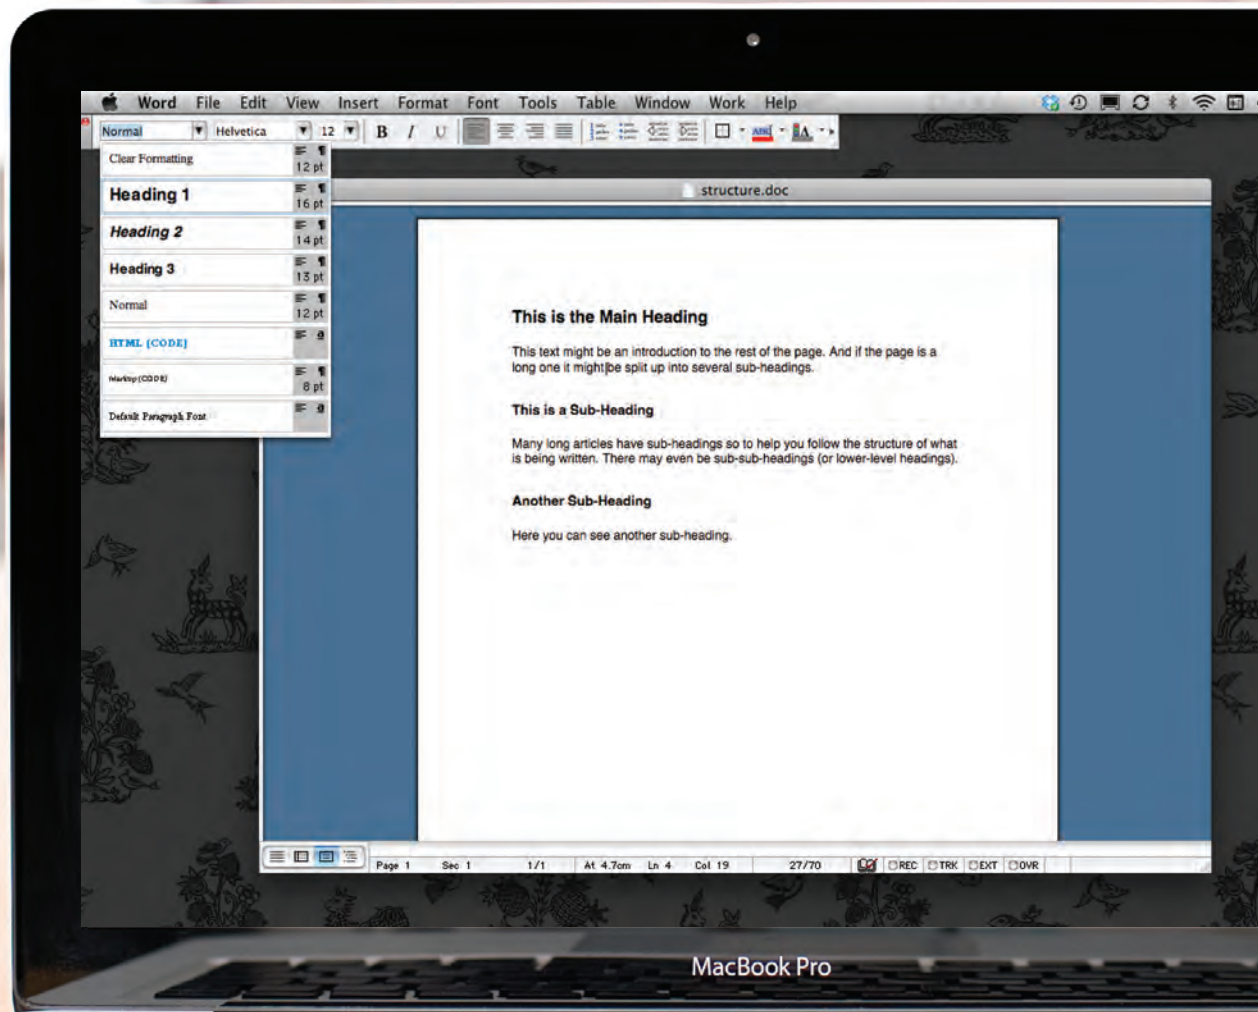 Word File Edit View Insert Format Font Tools Table Window Work Help
Normal Helvetica 12 B I U ABC A
Clear Formatting 12 pt
Heading 1 16 pt
Heading 2 14 pt
Heading 3 13 pt
Normal 12 pt
HTML (CODE) a
Markup (CODE) 8 pt
Default Paragraph Font a
structure.doc
This is the Main Heading
This text might be an introduction to the rest of the page. And if the page is a
long one it might be split up into several sub-headings.
This is a Sub-Heading
Many long articles have sub-headings so to help you follow the structure of what
is being written. There may even be sub-sub-headings (or lower-level headings).
Another Sub-Heading
Here you can see another sub-heading.
Page 1 Sec 1 1/1 At 4.7cm Ln 4 Col 19 27/70 REC TRK EXT OVR
MacBook Pro